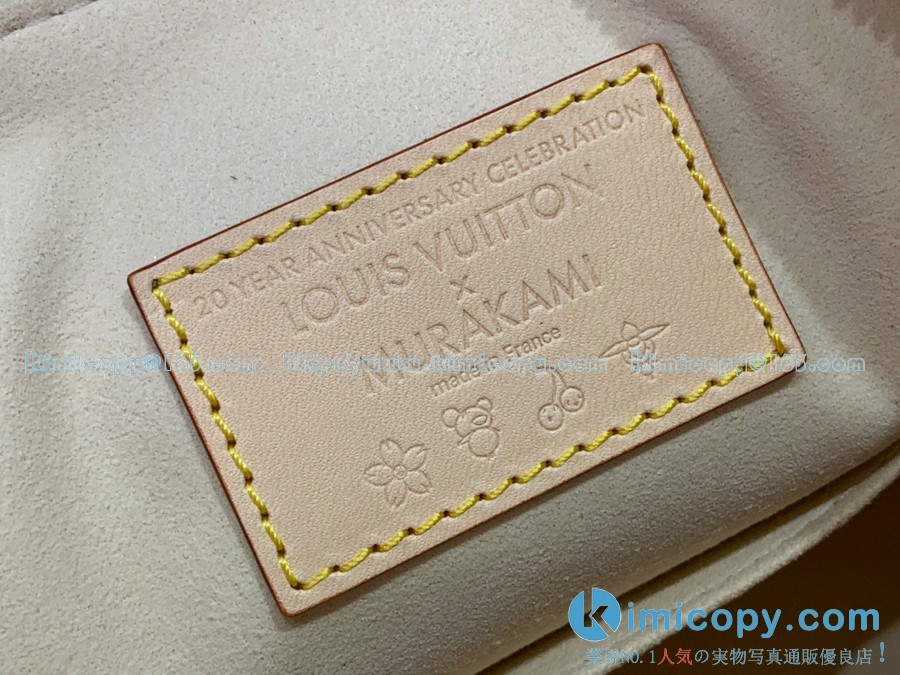 20 YEAR ANNIVERSARY CELEBRATION
LOUIS VUITTON
x
MURAKAMi
made in France
Kimicopy.com
業界NO.1人気の実物写真通販優良店!